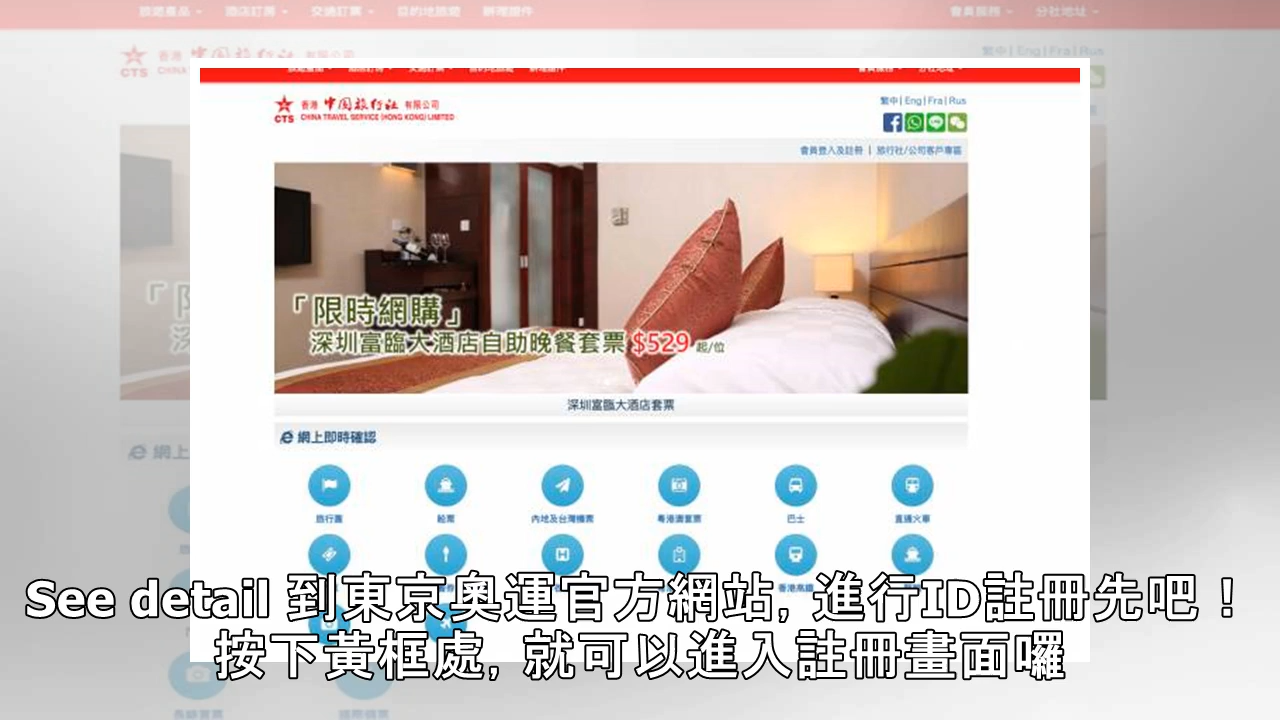 香港 中國旅行社 有限公司
CTS CHINA TRAVEL SERVICE (HONG KONG) LIMITED
繁中 | Eng | Fra | Rus
會員登入及註冊 | 旅行社/公司客戶專區
「限時網購」
深圳富臨大酒店自助晚餐套票 $529 起/位
深圳富臨大酒店套票
網上即時確認
旅行團 船票 內地及台灣機票 粵港澳套票 巴士 直通火車
香港高鐵
See detail 到東京奧運官方網站, 進行ID註冊先吧！
按下黄框處, 就可以進入註冊畫面囉